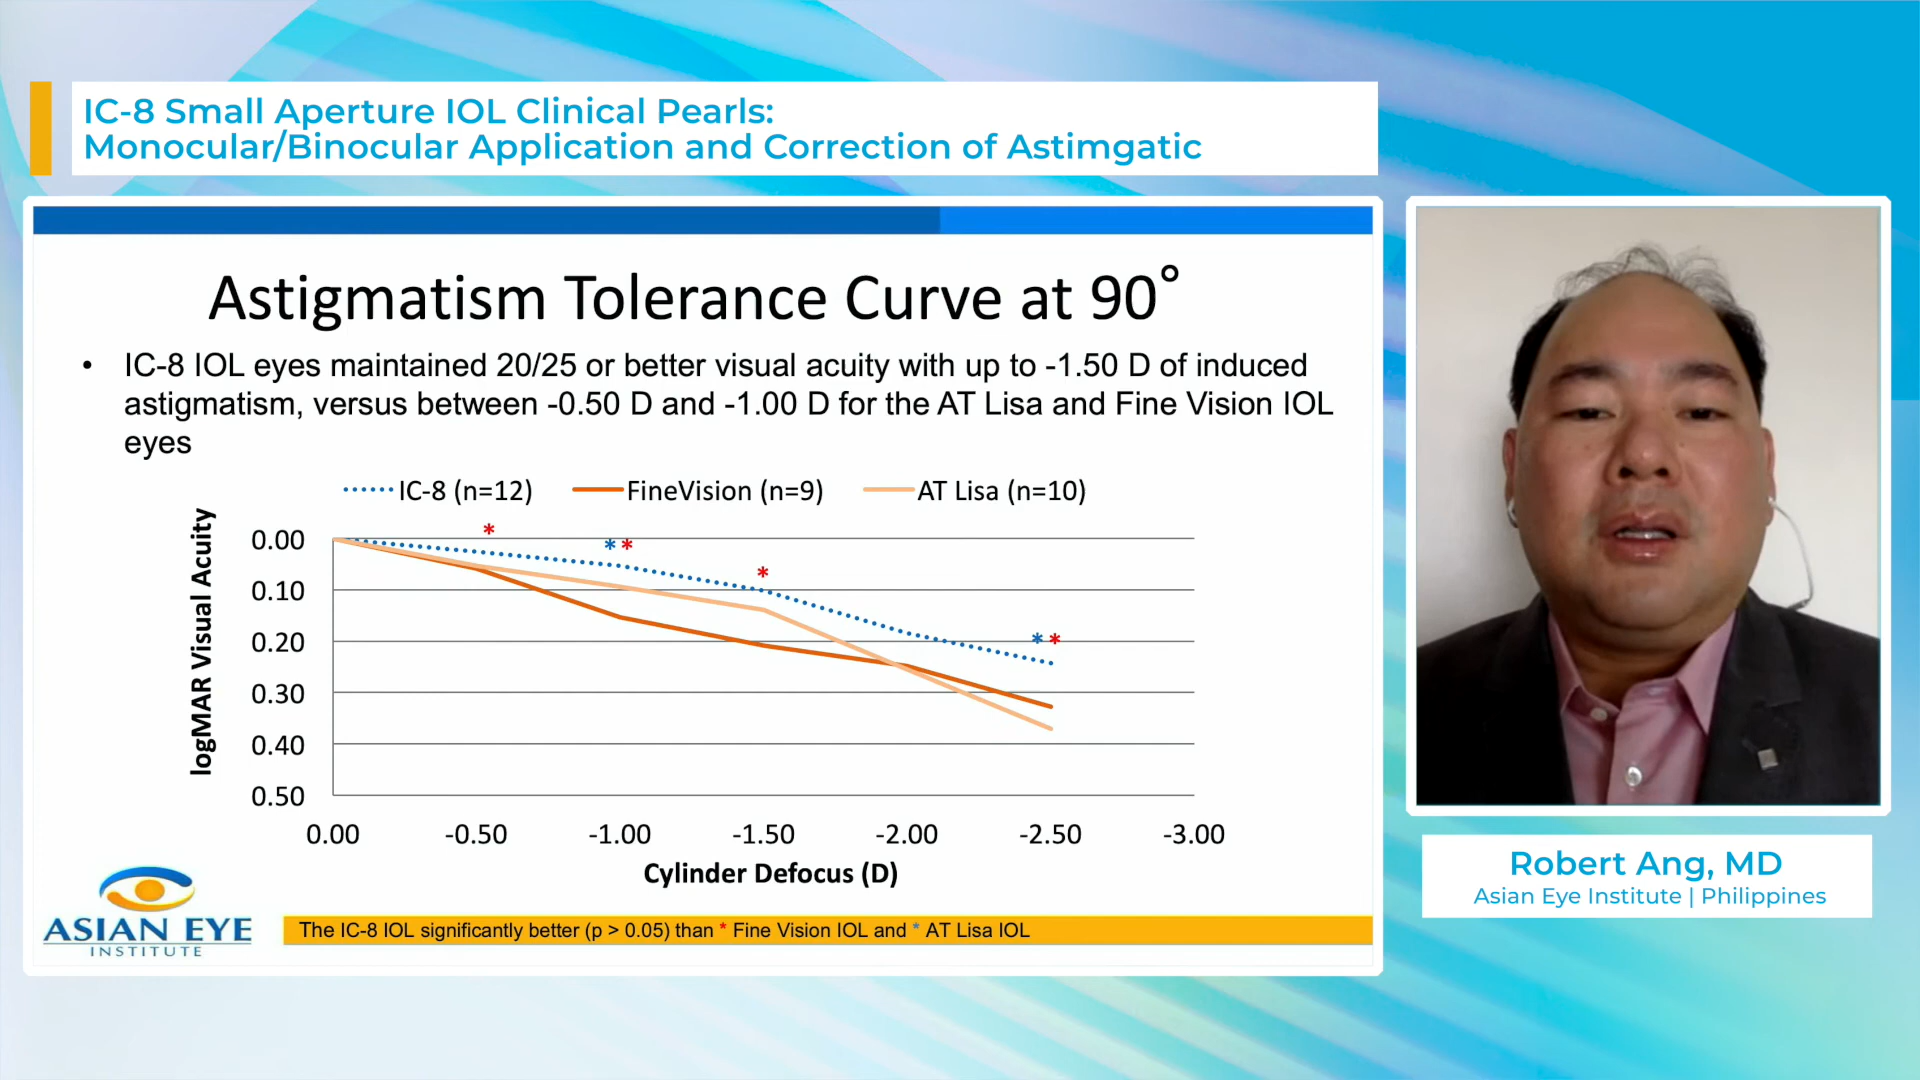 IC-8 Small Aperture IOL Clinical Pearls:
Monocular/Binocular Application and Correction of Astimgatic
Astigmatism Tolerance Curve at 90°
• IC-8 IOL eyes maintained 20/25 or better visual acuity with up to -1.50 D of induced
astigmatism, versus between -0.50 D and -1.00 D for the AT Lisa and Fine Vision IOL
eyes
IC-8 (n=12) FineVision (n=9) AT Lisa (n=10)
logMAR Visual Acuity
0.00
0.10
0.20
0.30
0.40
0.50
*
* *
*
* *
0.00 -0.50 -1.00 -1.50 -2.00 -2.50 -3.00
Cylinder Defocus (D)
ASIAN EYE
INSTITUTE
The IC-8 IOL significantly better (p > 0.05) than * Fine Vision IOL and * AT Lisa IOL
Robert Ang, MD
Asian Eye Institute | Philippines